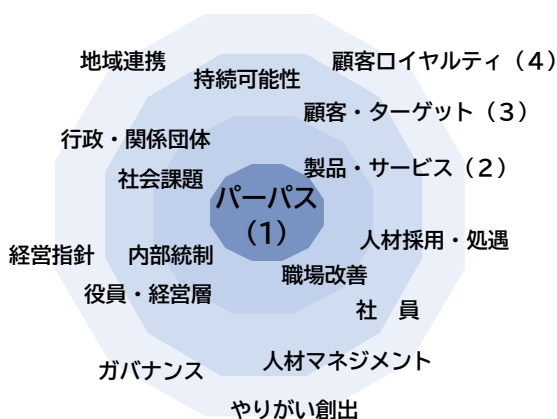 地域連携
顧客ロイヤルティ（４）
持続可能性
顧客・ターゲット（３）
行政・関係団体
製品・サービス（２）
社会課題
パーパス
（１）
人材採用・処遇
経営指針
内部統制
職場改善
役員・経営層
社　員
人材マネジメント
ガバナンス
やりがい創出